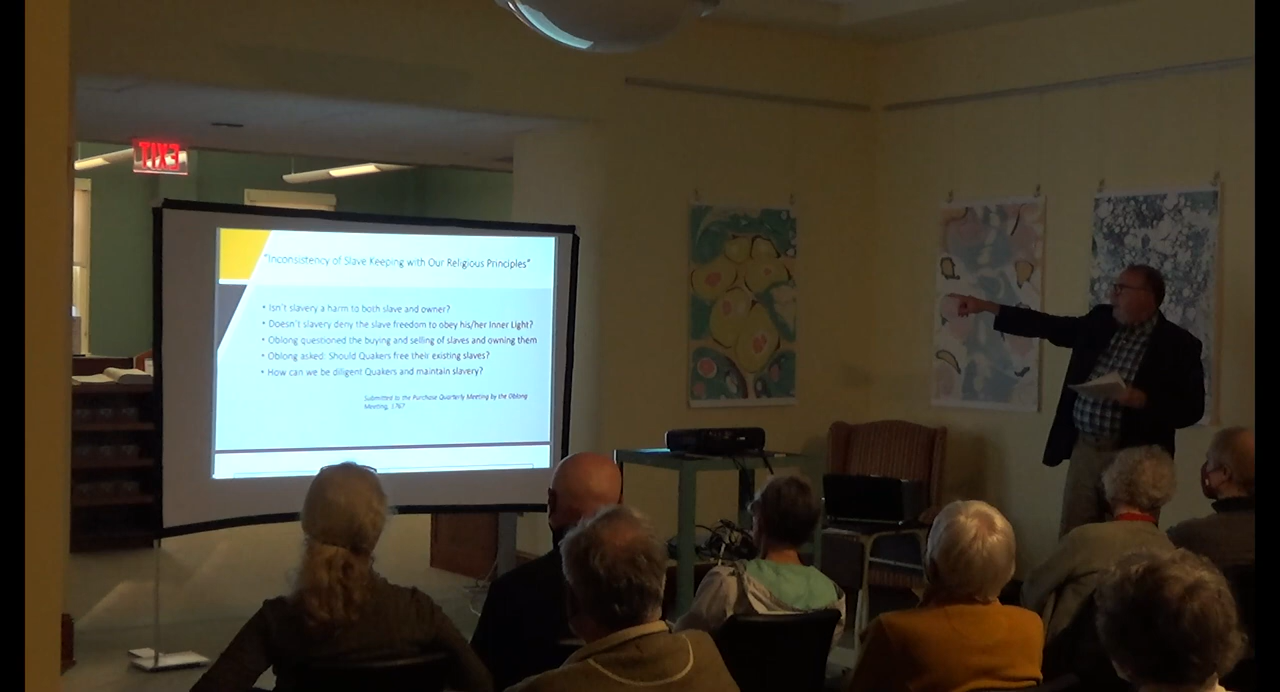 EXIT
"Inconsistency of Slave Keeping with Our Religious Principles"
• Isn't slavery a harm to both slave and owner?
• Doesn't slavery deny the slave freedom to obey his/her Inner Light?
• Oblong questioned the buying and selling of slaves and owning them
• Oblong asked: Should Quakers free their existing slaves?
• How can we be diligent Quakers and maintain slavery?
Submitted to the Purchase Quarterly Meeting by the Oblong
Meeting, 1767